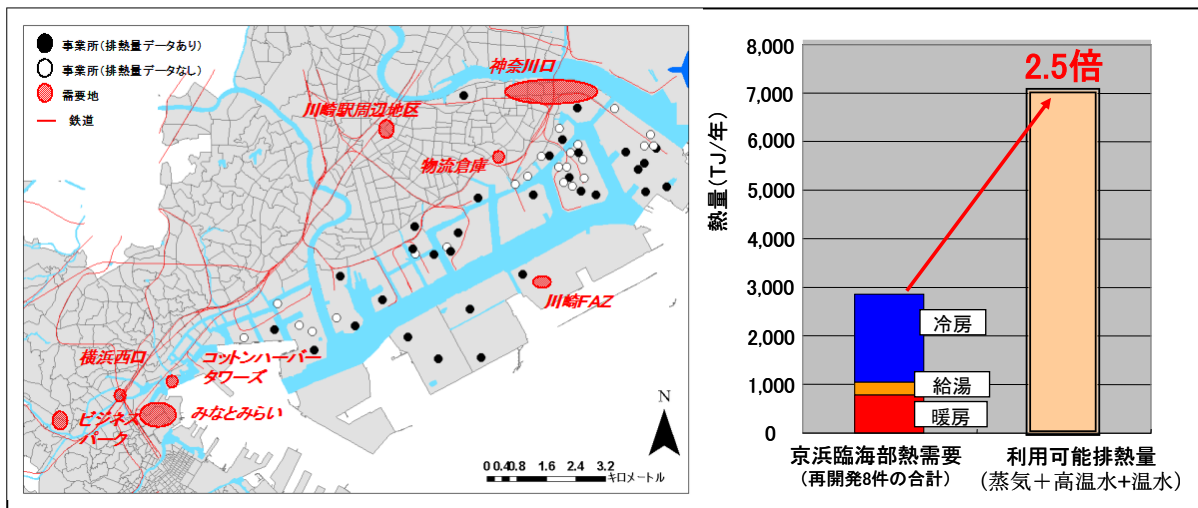 事業所(排熱量データあり)
事業所(排熱量データなし)
需要地
鉄道
神奈川口
川崎駅周辺地区
物流倉庫
川崎FAZ
横浜西口
コットンハーバー
タワーズ
ビジネス
パーク
みなとみらい
N
0 0.40.8 1.6 2.4 3.2
キロメートル
熱量(TJ/年)
8,000
7,000
6,000
5,000
4,000
3,000
2,000
1,000
0
2.5倍
冷房
給湯
暖房
京浜臨海部熱需要
(再開発8件の合計)
利用可能排熱量
(蒸気＋高温水+温水)